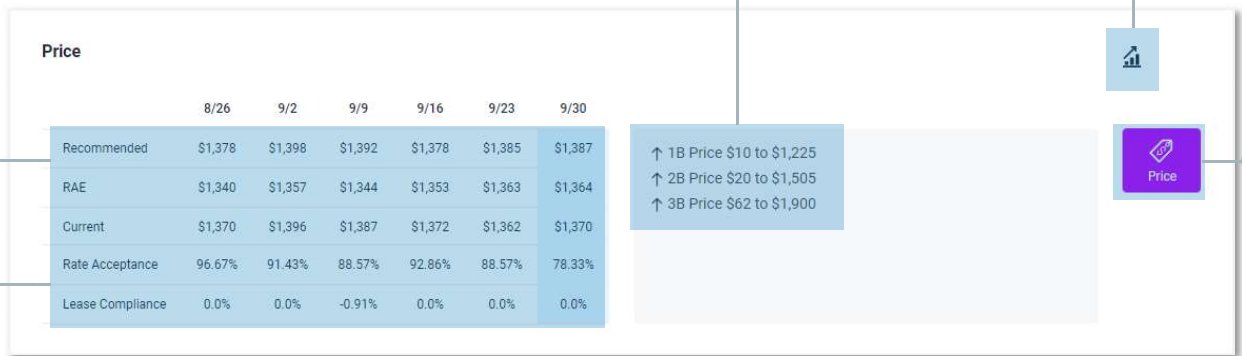 Price
8/26 9/2 9/9 9/16 9/23 9/30
Recommended $1,378 $1,398 $1,392 $1,378 $1,385 $1,387
RAE $1,340 $1,357 $1,344 $1,353 $1,363 $1,364
Current $1,370 $1,396 $1,387 $1,372 $1,362 $1,370
Rate Acceptance 96.67% 91.43% 88.57% 92.86% 88.57% 78.33%
Lease Compliance 0.0% 0.0% -0.91% 0.0% 0.0% 0.0%
↑ 1B Price $10 to $1,225
↑ 2B Price $20 to $1,505
↑ 3B Price $62 to $1,900
Price